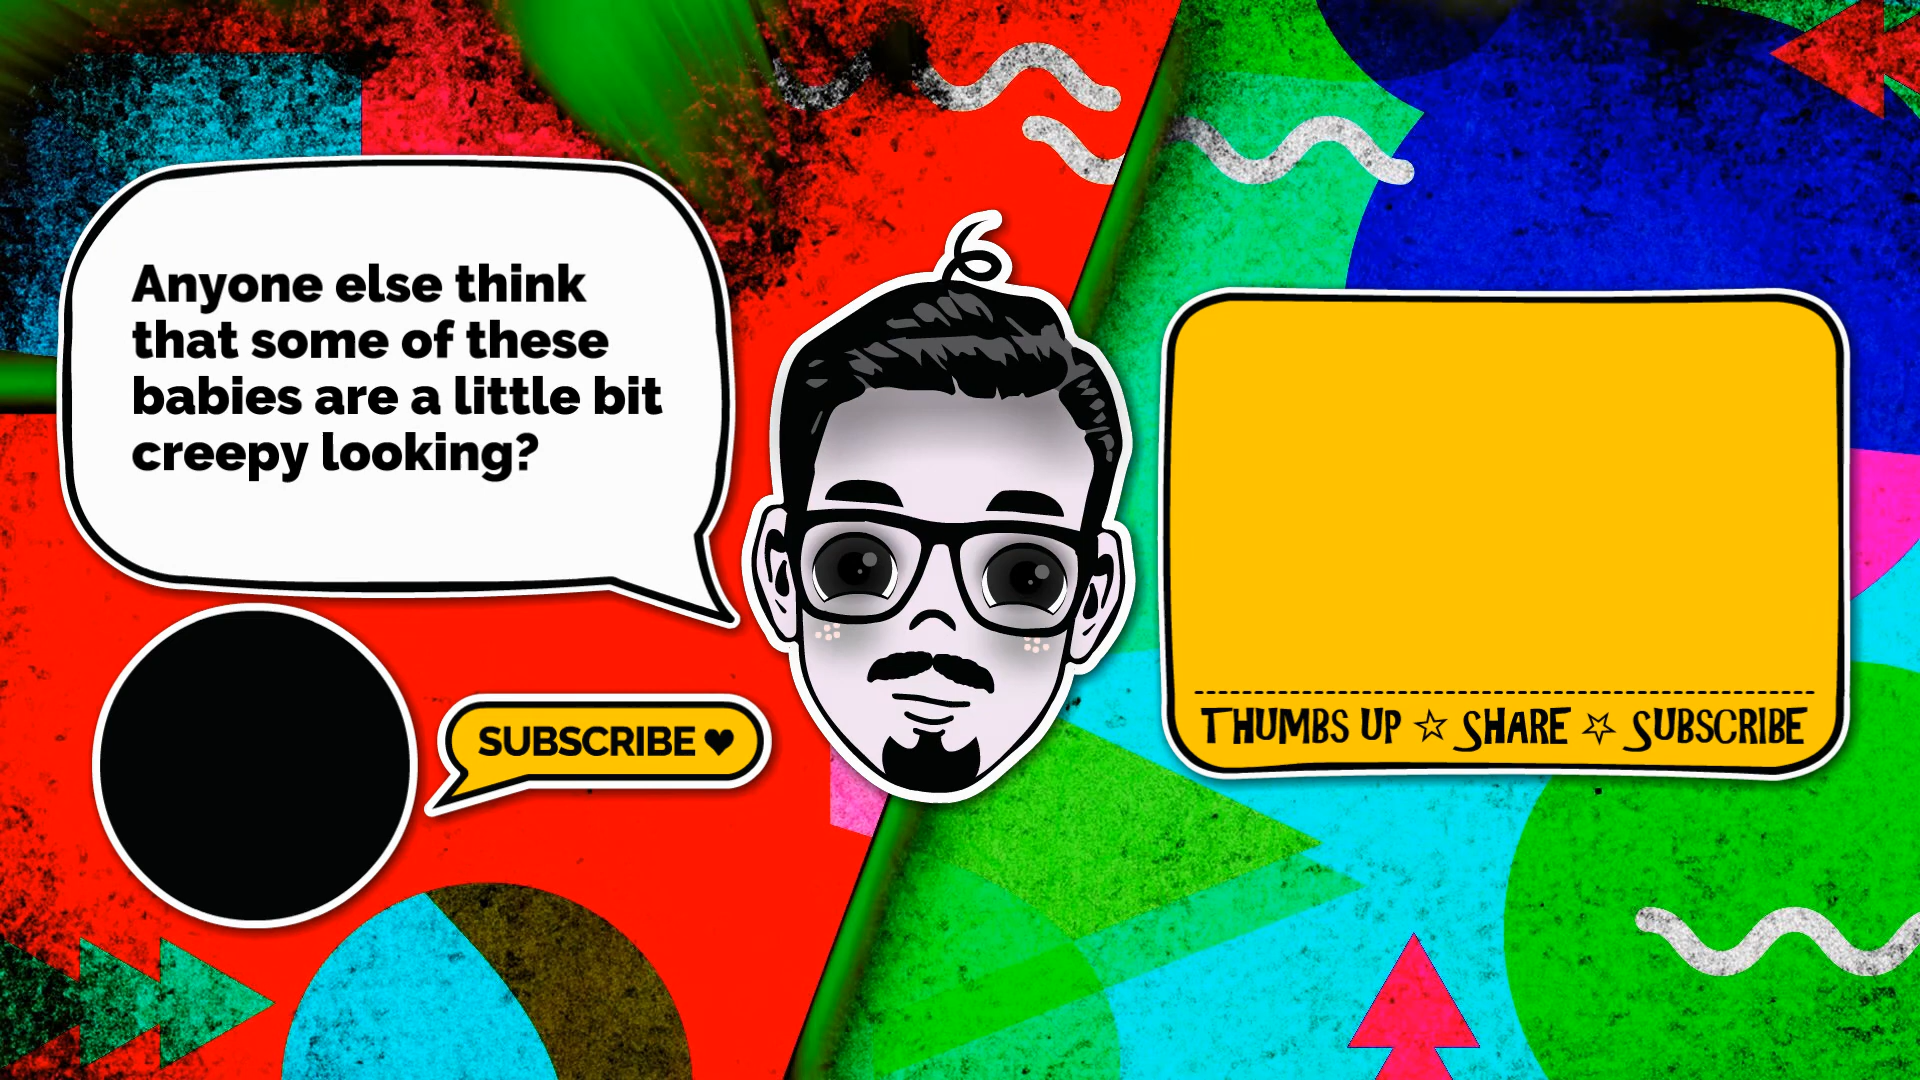 Anyone else think
that some of these
babies are a little bit
creepy looking?
SUBSCRIBE ♥
THUMBS UP ☆ SHARE ☆ SUBSCRIBE